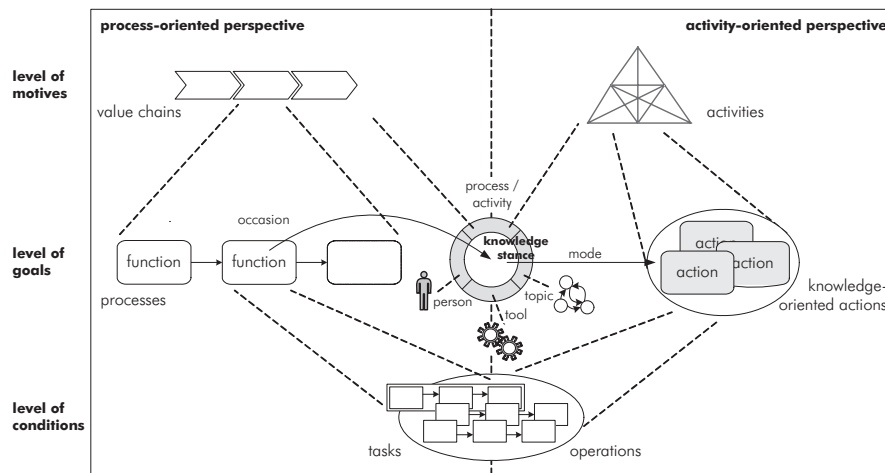 process-oriented perspective
activity-oriented perspective
level of
motives
value chains
activities
process /
activity
occasion
level of
goals
function
function
knowledge
stance
mode
action
action
action
processes
person
topic
tool
knowledge-
oriented actions
level of
conditions
tasks
operations